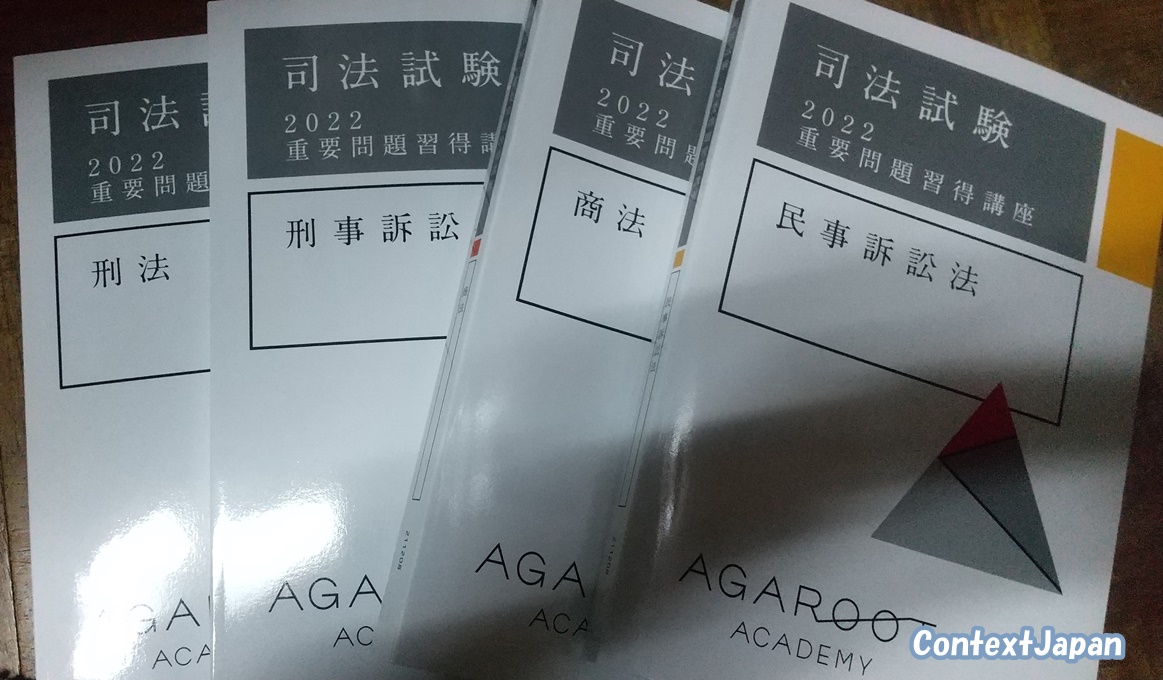 司法
2022
重要問題
刑法
AGA
ACA
司法試験
2022
重要問題習得
刑事訴訟
AGA
AC
司法
2022
重要問題
商法
211208
AGA
ACA
司法試験
2022
重要問題習得講座
民事訴訟法
AGAROOT
ACADEMY
ContextJapan